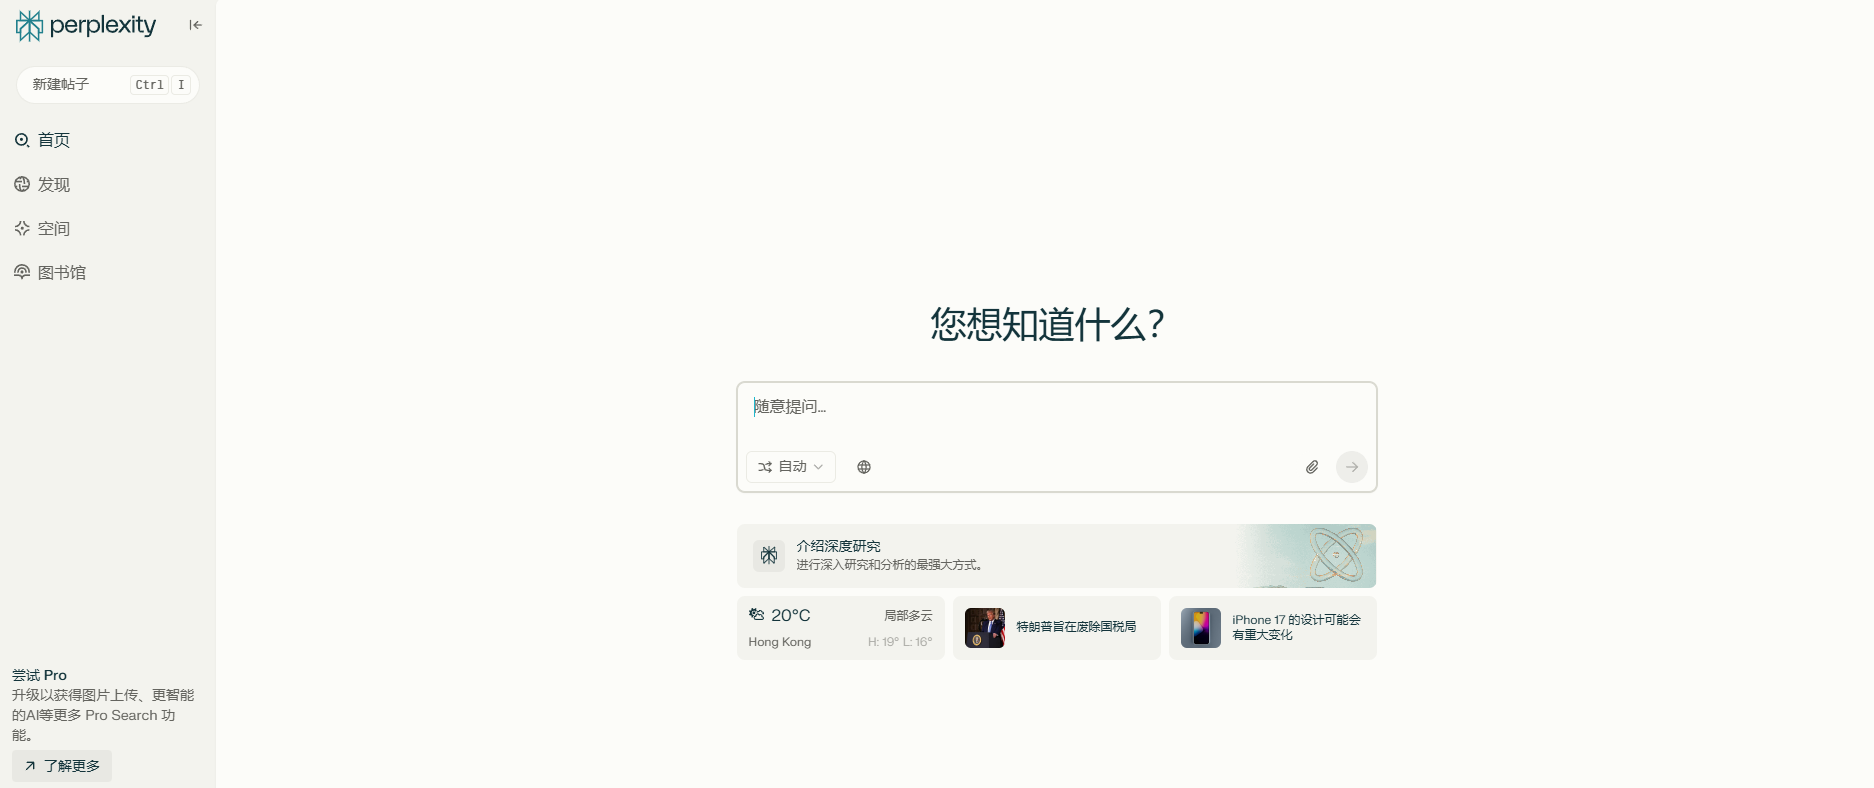 perplexity
新建帖子 Ctrl I
首页
发现
空间
图书馆
您想知道什么?
随意提问...
自动
介绍深度研究
进行深入研究和分析的最强大方式。
20°C 局部多云
Hong Kong H: 19° L: 16°
特朗普旨在废除国税局
iPhone 17 的设计可能会
有重大变化
尝试 Pro
升级以获得图片上传、更智能
的AI等更多 Pro Search 功
能。
了解更多